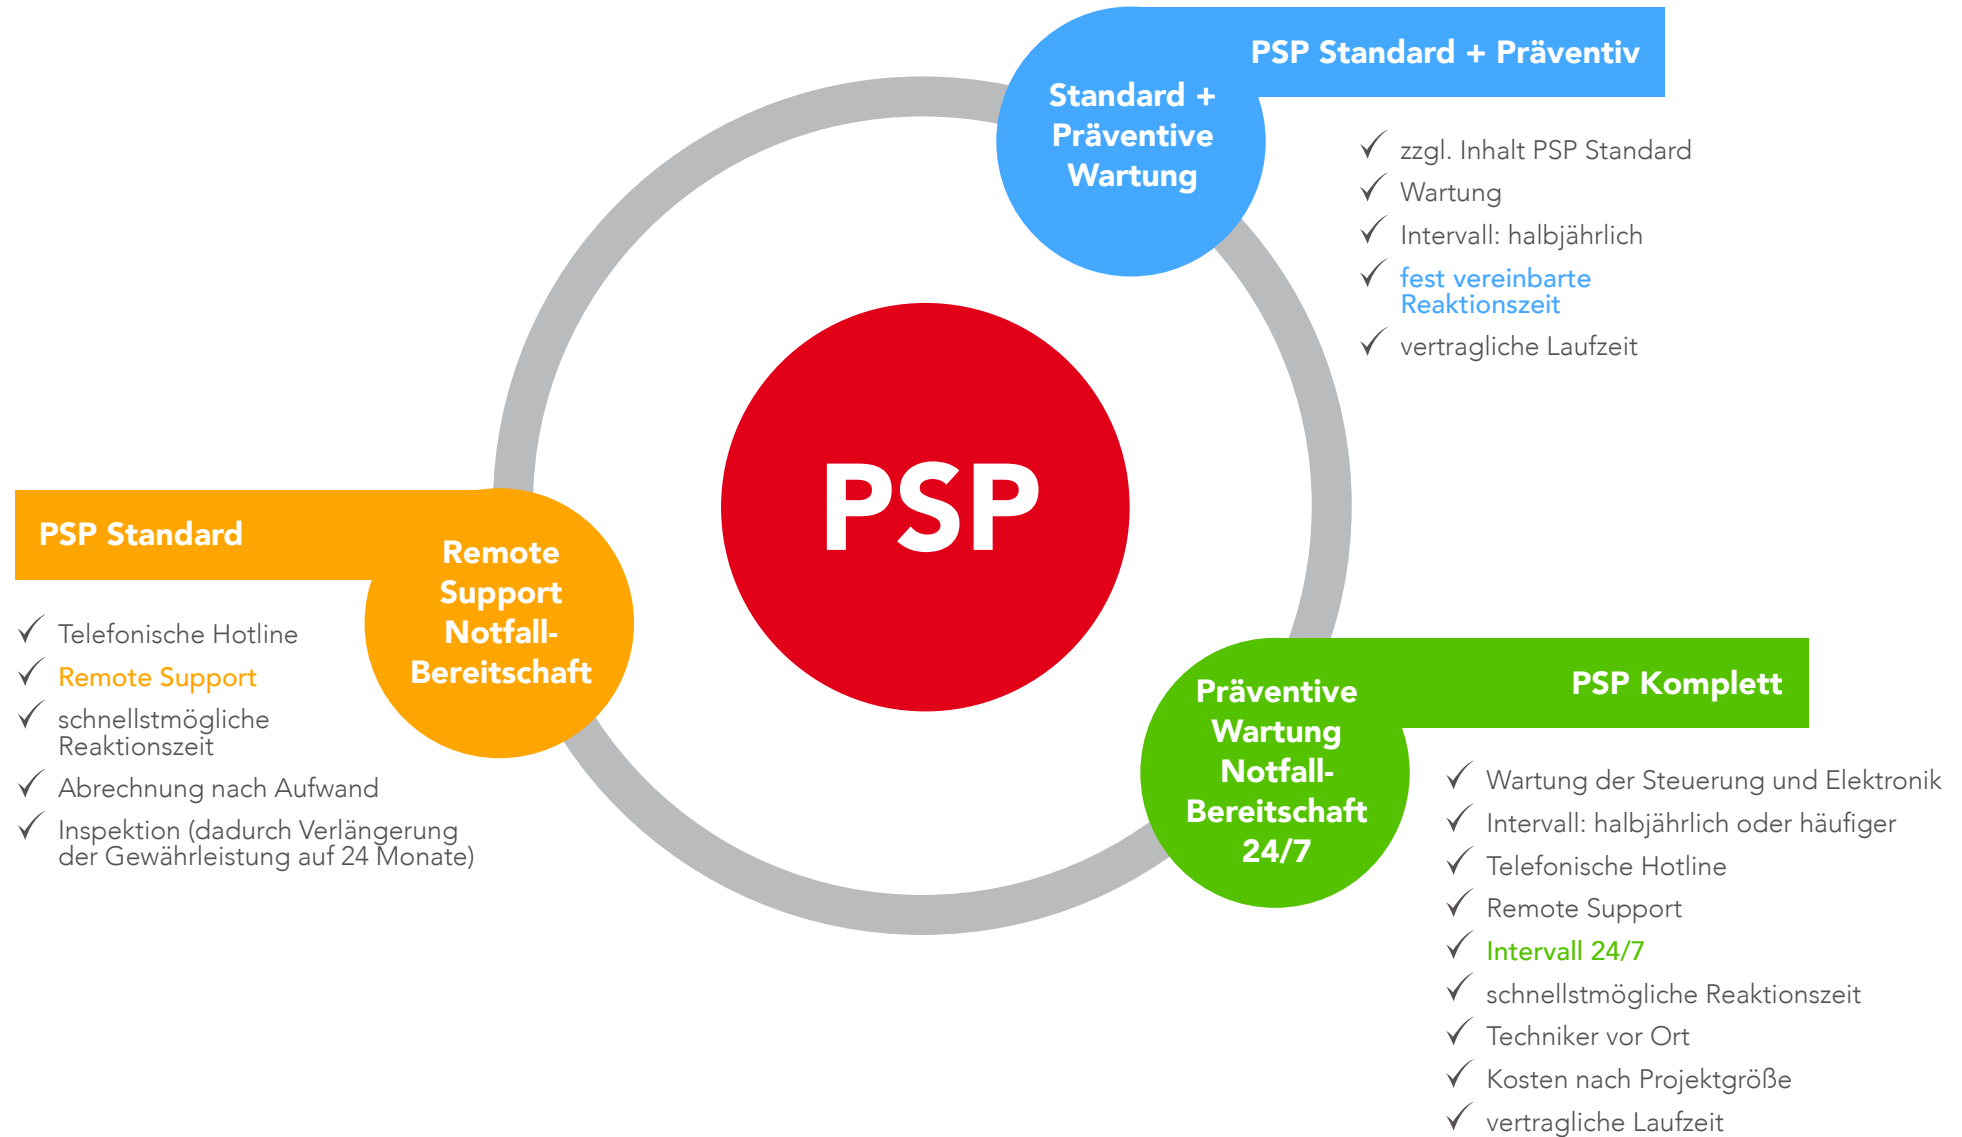 PSP Standard + Präventiv
Standard +
Präventive
Wartung
zzgl. Inhalt PSP Standard
Wartung
Intervall: halbjährlich
fest vereinbarte
Reaktionszeit
vertragliche Laufzeit
PSP
PSP Standard
Remote
Support
Notfall-
Bereitschaft
Telefonische Hotline
Remote Support
schnellstmögliche
Reaktionszeit
Abrechnung nach Aufwand
Inspektion (dadurch Verlängerung
der Gewährleistung auf 24 Monate)
PSP Komplett
Präventive
Wartung
Notfall-
Bereitschaft
24/7
Wartung der Steuerung und Elektronik
Intervall: halbjährlich oder häufiger
Telefonische Hotline
Remote Support
Intervall 24/7
schnellstmögliche Reaktionszeit
Techniker vor Ort
Kosten nach Projektgröße
vertragliche Laufzeit